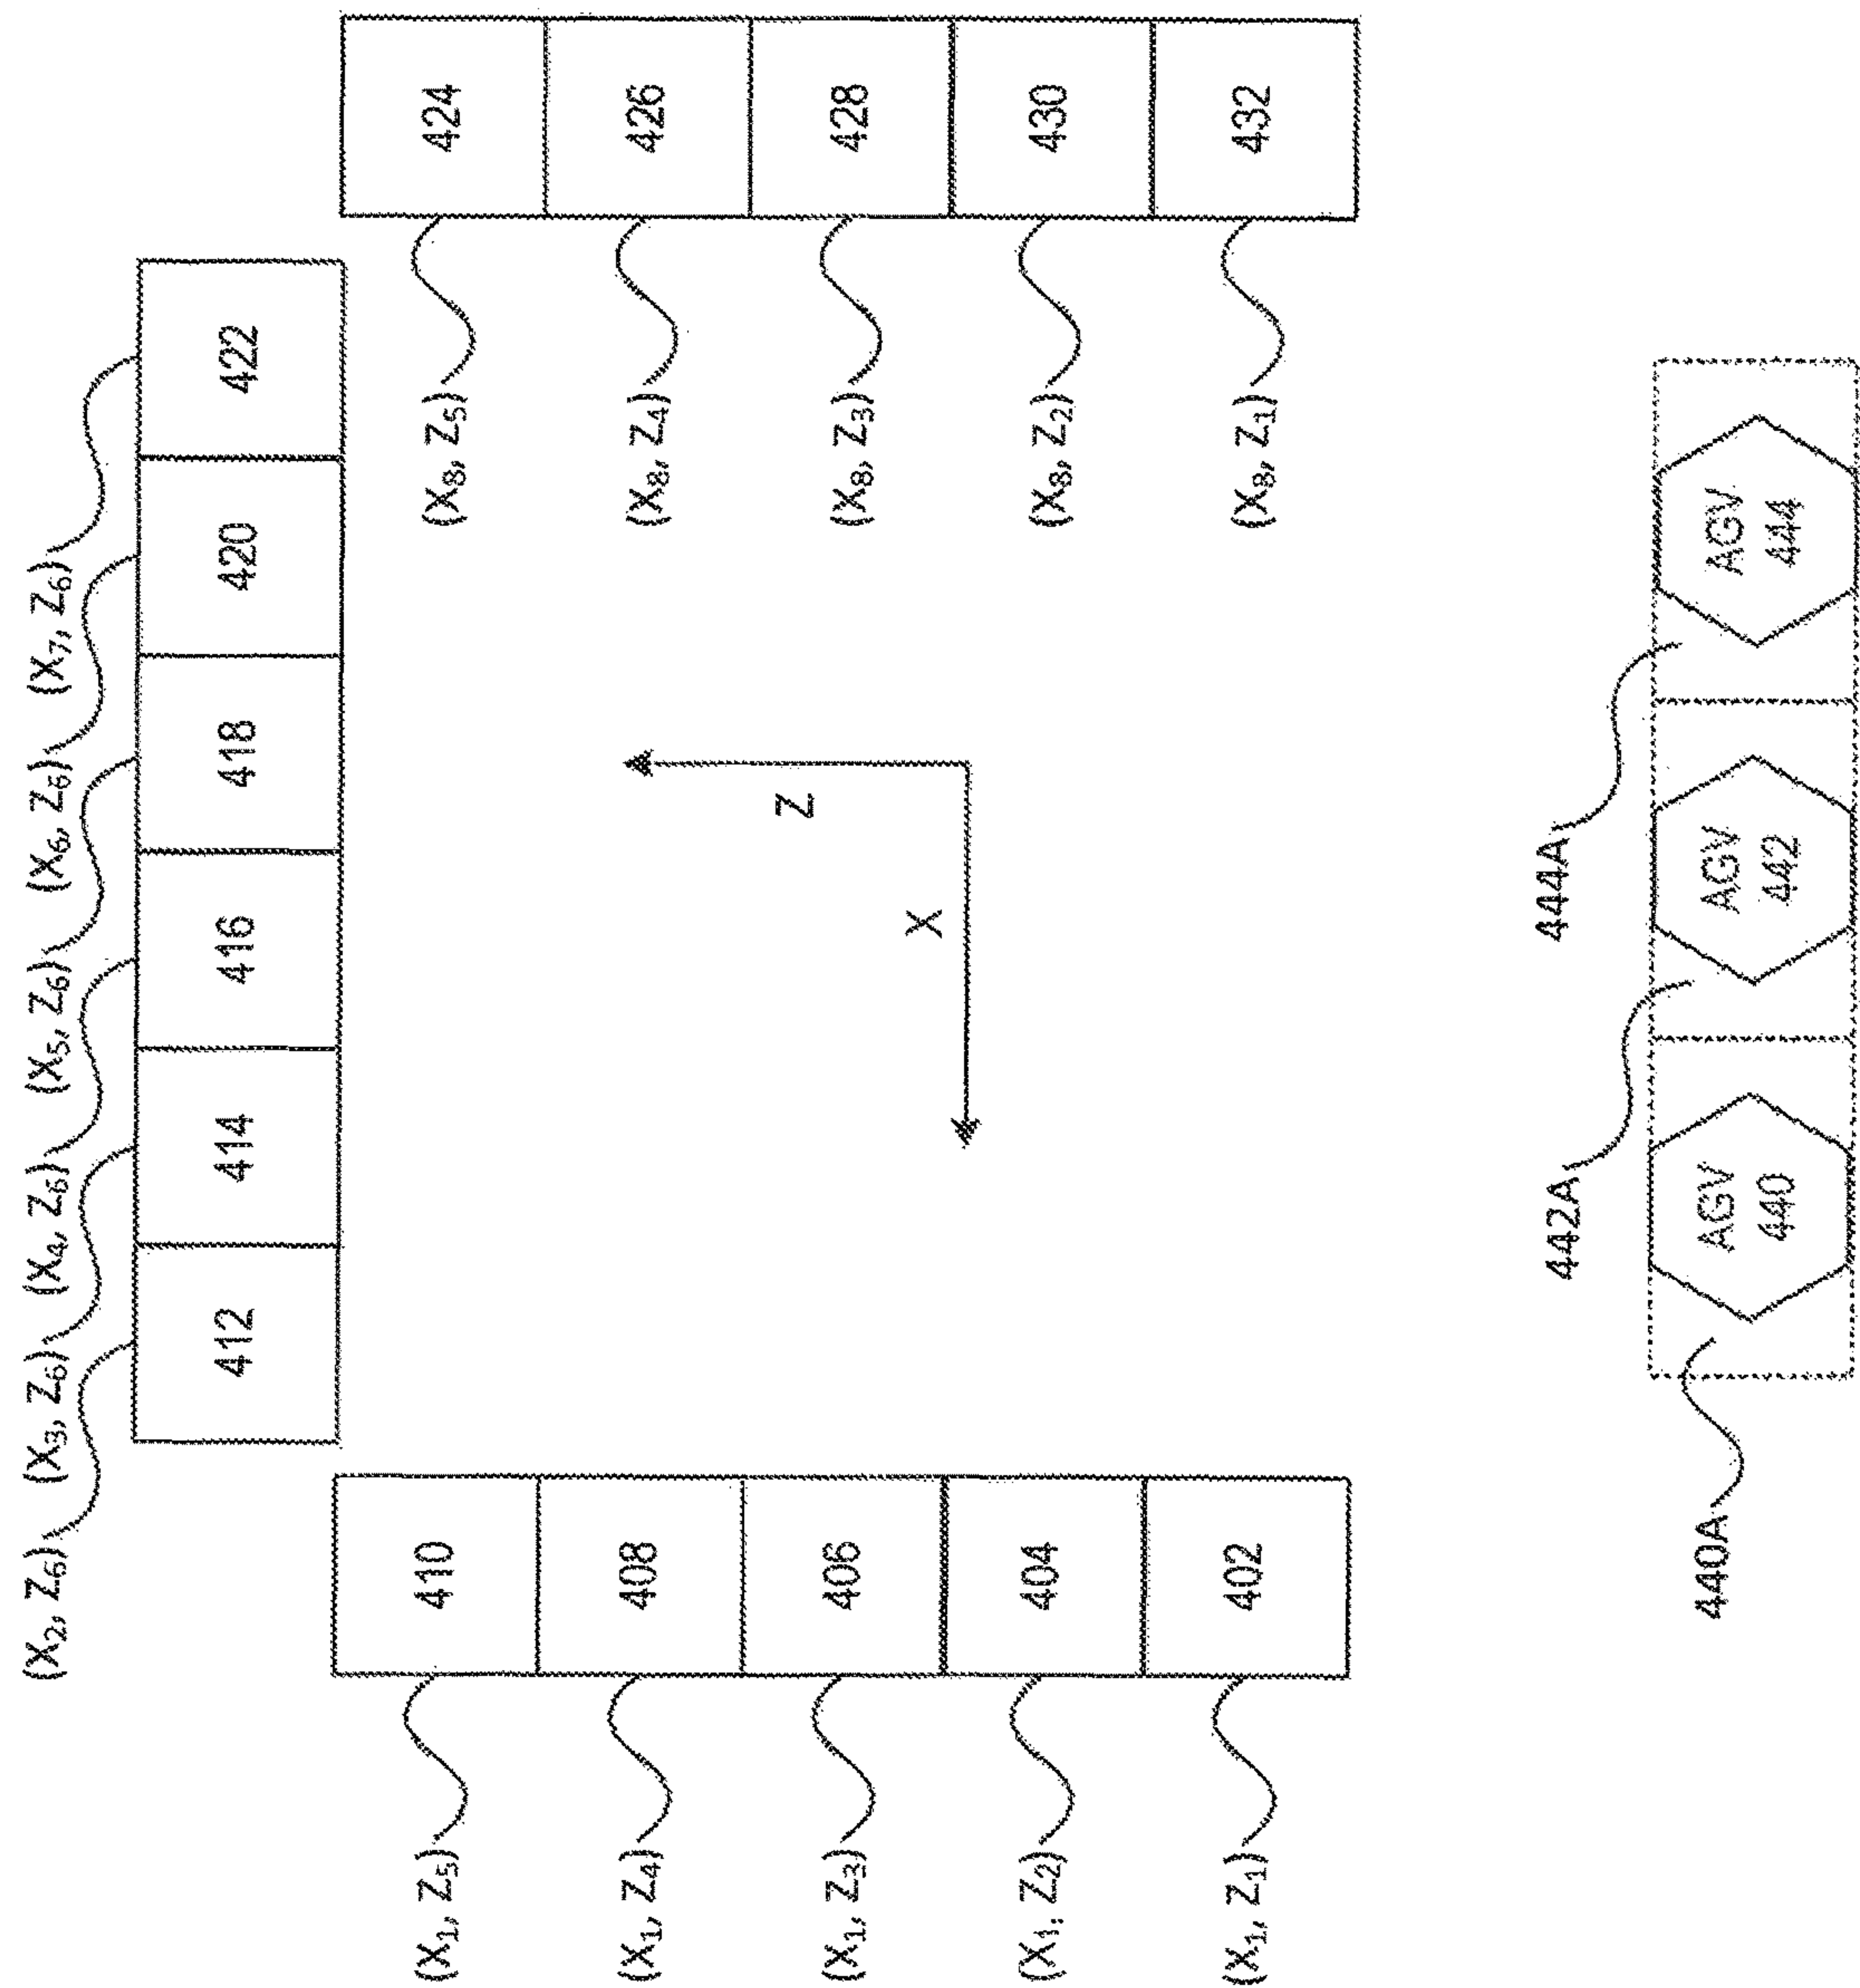 (X₂, Z₆) (X₃, Z₆) (X₄, Z₆) (X₅, Z₆) (X₆, Z₆) (X₇, Z₆)
412 414 416 418 420 422
(X₁, Z₅) 410 (X₈, Z₅) 424
(X₁, Z₄) 408 (X₈, Z₄) 426
Z
(X₁, Z₃) 406 (X₈, Z₃) 428
X
(X₁, Z₂) 404 (X₈, Z₂) 430
(X₁, Z₁) 402 (X₈, Z₁) 432
442A 444A
440A
AGV AGV AGV
440 442 444